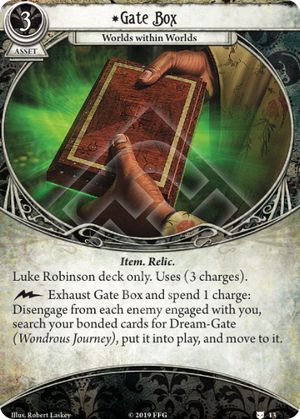 3
ASSET
*Gate Box
Worlds within Worlds
Item. Relic.
Luke Robinson deck only. Uses (3 charges).
Exhaust Gate Box and spend 1 charge:
Disengage from each enemy engaged with you,
search your bonded cards for Dream-Gate
(Wondrous Journey), put it into play, and move to it.
Illus. Robert Laskey
© 2019 FFG
13